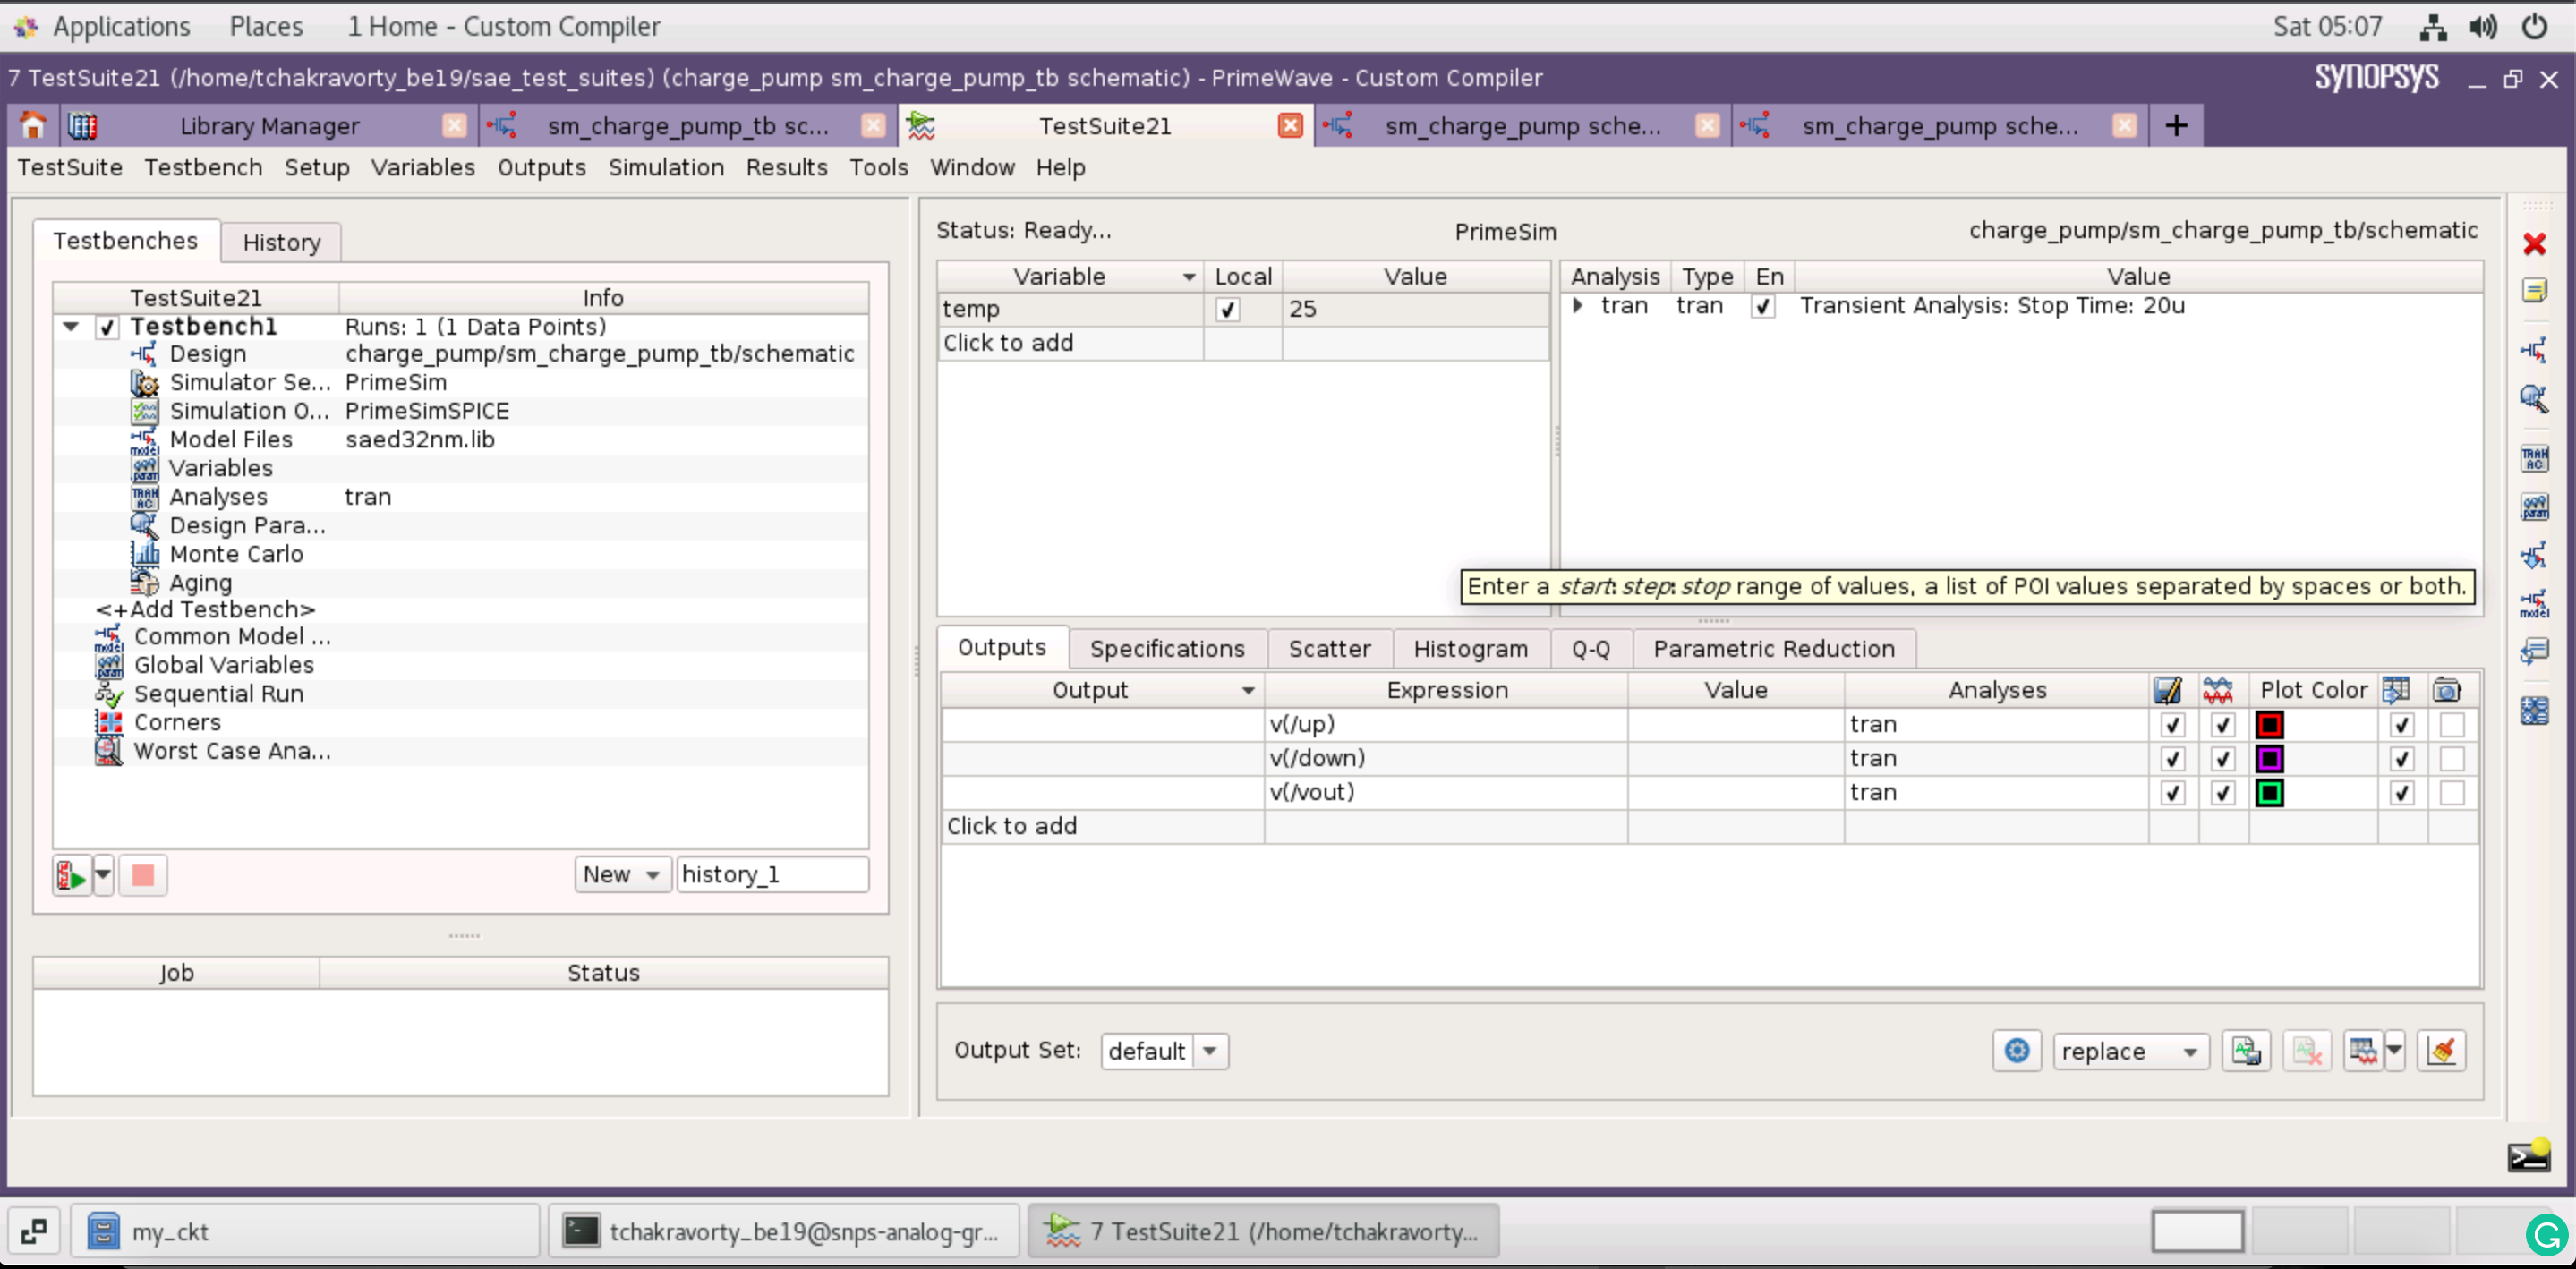 Applications Places 1 Home - Custom Compiler Sat 05:07
7 TestSuite21 (/home/tchakravorty_be19/sae_test_suites) (charge_pump sm_charge_pump_tb schematic) - PrimeWave - Custom Compiler SYNOPSYS
Library Manager sm_charge_pump_tb sc... TestSuite21 sm_charge_pump sche... sm_charge_pump sche... +
TestSuite Testbench Setup Variables Outputs Simulation Results Tools Window Help
Testbenches History
TestSuite21 Info
Testbench1 Runs: 1 (1 Data Points)
Design charge_pump/sm_charge_pump_tb/schematic
Simulator Se... PrimeSim
Simulation O... PrimeSimSPICE
Model Files saed32nm.lib
Variables
Analyses tran
Design Para...
Monte Carlo
Aging
<+Add Testbench>
Common Model ...
Global Variables
Sequential Run
Corners
Worst Case Ana...
New history_1
Job Status
Status: Ready... PrimeSim charge_pump/sm_charge_pump_tb/schematic
Variable Local Value
temp 25
Click to add
Analysis Type En Value
tran tran Transient Analysis: Stop Time: 20u
Enter a start:step:stop range of values, a list of POI values separated by spaces or both.
Outputs Specifications Scatter Histogram Q-Q Parametric Reduction
Output Expression Value Analyses Plot Color
v(/up) tran
v(/down) tran
v(/vout) tran
Click to add
Output Set: default replace
TRAN AC
param
model
my_ckt tchakravorty_be19@snps-analog-gr... 7 TestSuite21 (/home/tchakravorty...